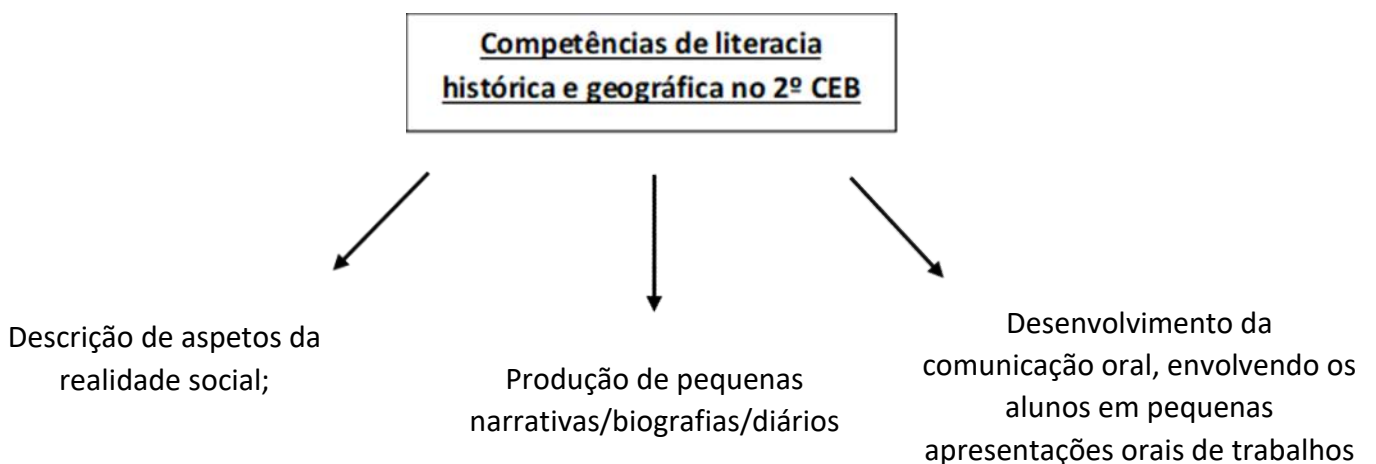 Competências de literacia
histórica e geográfica no 2º CEB
Descrição de aspetos da
realidade social;
Produção de pequenas
narrativas/biografias/diários
Desenvolvimento da
comunicação oral, envolvendo os
alunos em pequenas
apresentações orais de trabalhos